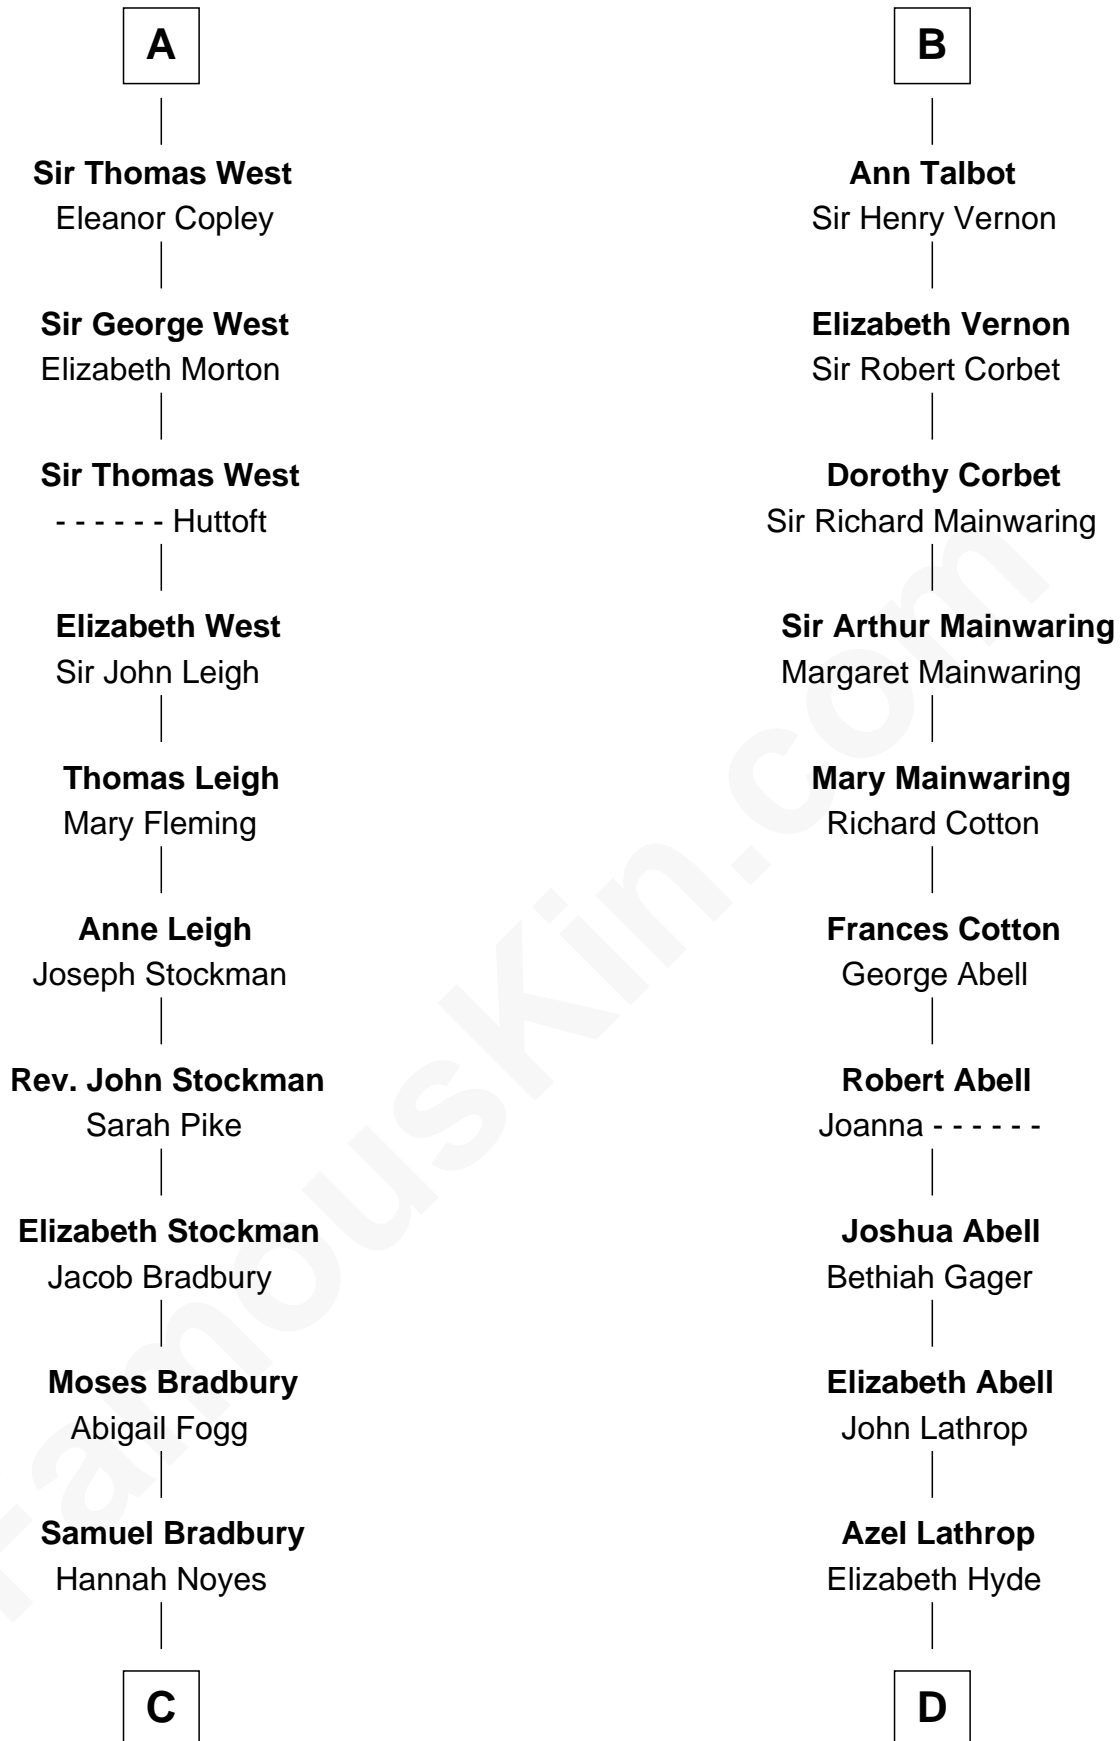 A
Sir Thomas West
Eleanor Copley
Sir George West
Elizabeth Morton
Sir Thomas West
- - - - - - Huttoft
Elizabeth West
Sir John Leigh
Thomas Leigh
Mary Fleming
Anne Leigh
Joseph Stockman
Rev. John Stockman
Sarah Pike
Elizabeth Stockman
Jacob Bradbury
Moses Bradbury
Abigail Fogg
Samuel Bradbury
Hannah Noyes
C
B
Ann Talbot
Sir Henry Vernon
Elizabeth Vernon
Sir Robert Corbet
Dorothy Corbet
Sir Richard Mainwaring
Sir Arthur Mainwaring
Margaret Mainwaring
Mary Mainwaring
Richard Cotton
Frances Cotton
George Abell
Robert Abell
Joanna - - - - - -
Joshua Abell
Bethiah Gager
Elizabeth Abell
John Lathrop
Azel Lathrop
Elizabeth Hyde
D
FamousKin.com